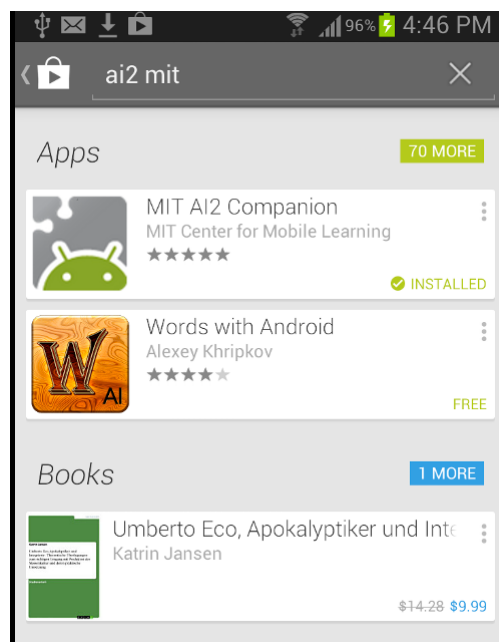 96% 4:46 PM
ai2 mit
Apps
70 MORE
MIT AI2 Companion
MIT Center for Mobile Learning
INSTALLED
W AI
Words with Android
Alexey Khripkov
FREE
Books
1 MORE
Umberto Eco, Apokalyptiker und Inte
Katrin Jansen
$14.28 $9.99